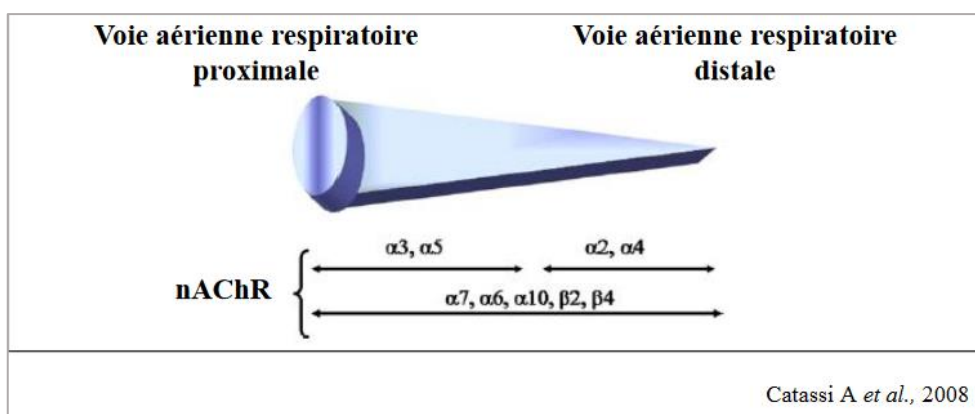 Voie aérienne respiratoire proximale
Voie aérienne respiratoire distale
α3, α5
α2, α4
nAChR
α7, α6, α10, β2, β4
Catassi A et al., 2008